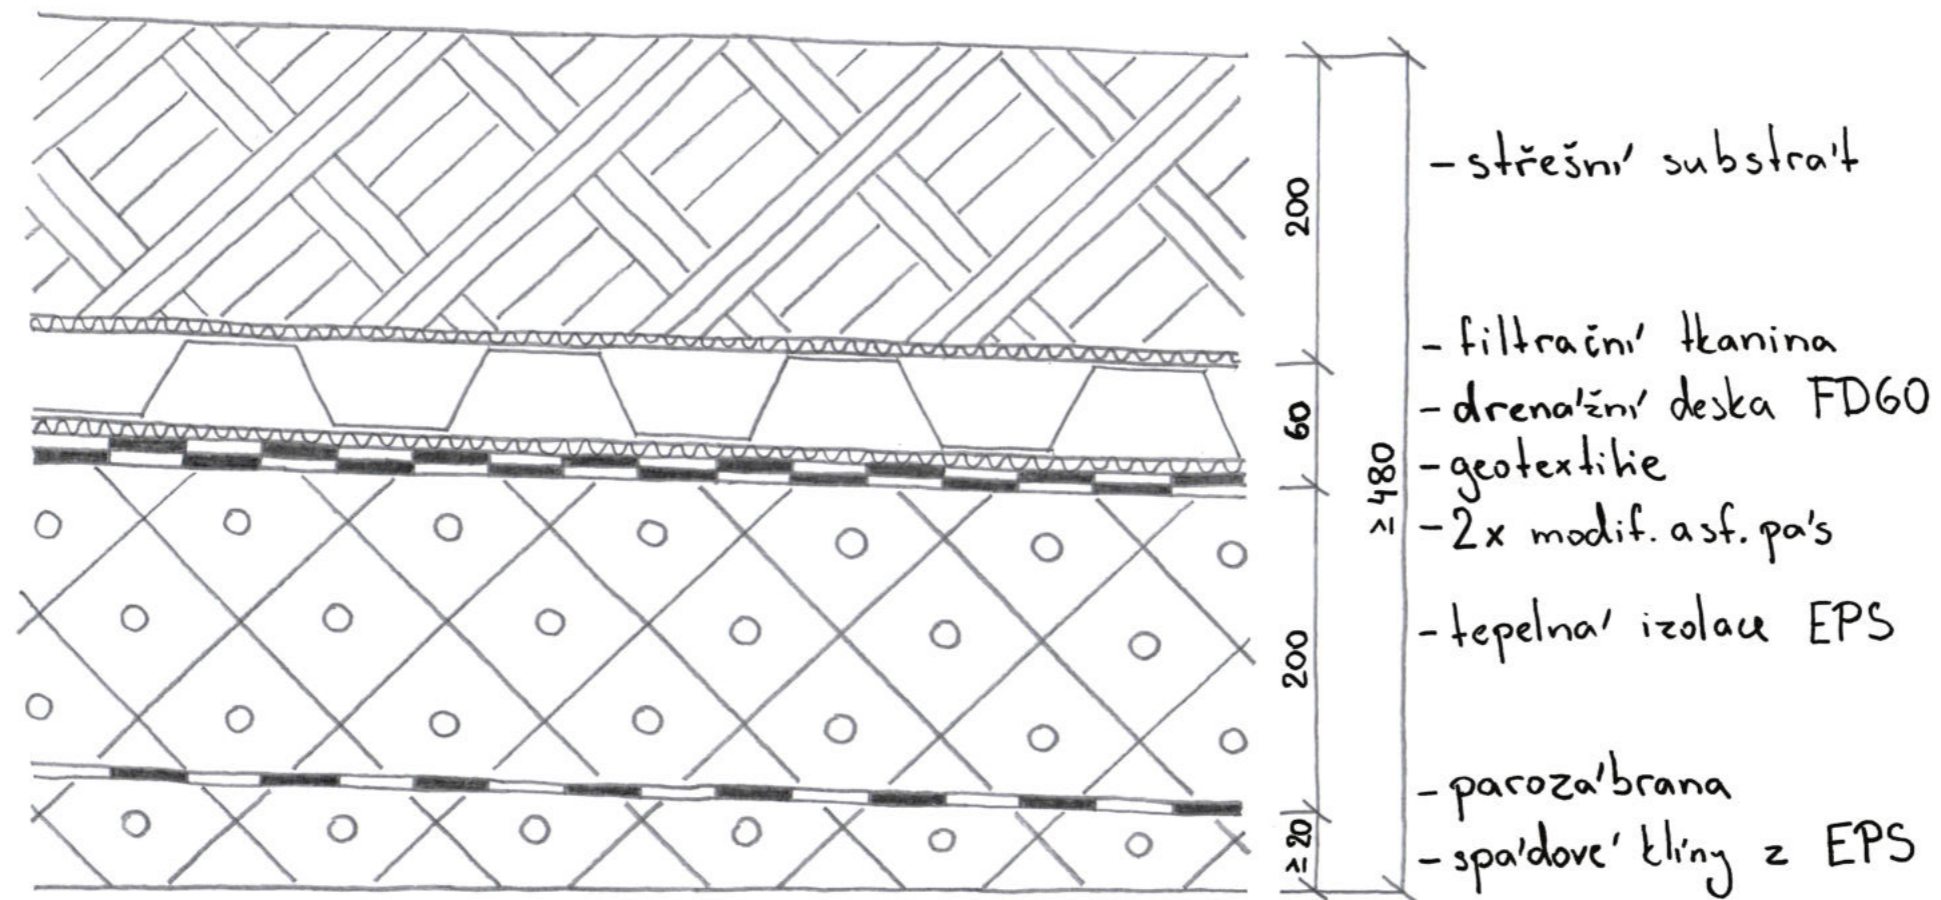 - střešní substrát
- filtrační tkanina
- drenážní deska FD60
- geotextilie
- 2x modif. asf. pás
- tepelná izolace EPS
- parozábrana
- spádové klíny z EPS
200
60
200
≥20
≥480